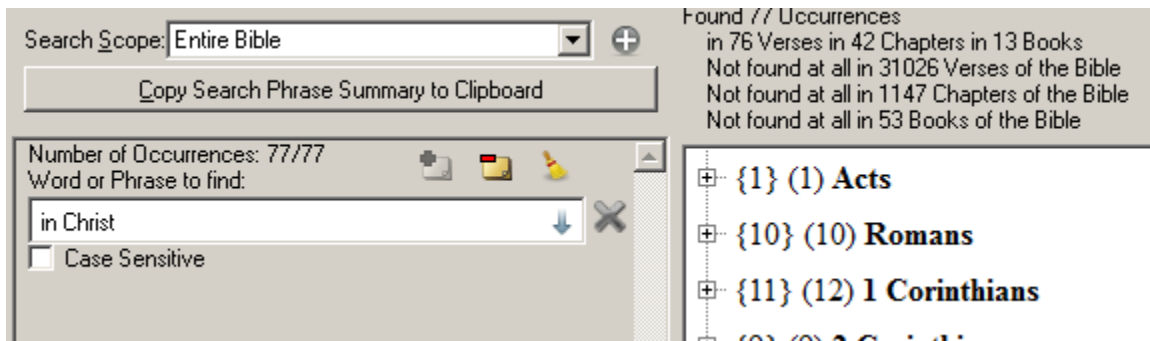 Search Scope: Entire Bible
Copy Search Phrase Summary to Clipboard
Number of Occurrences: 77/77
Word or Phrase to find:
in Christ
Case Sensitive
Found 77 Occurrences
in 76 Verses in 42 Chapters in 13 Books
Not found at all in 31026 Verses of the Bible
Not found at all in 1147 Chapters of the Bible
Not found at all in 53 Books of the Bible
{1} (1) Acts
{10} (10) Romans
{11} (12) 1 Corinthians